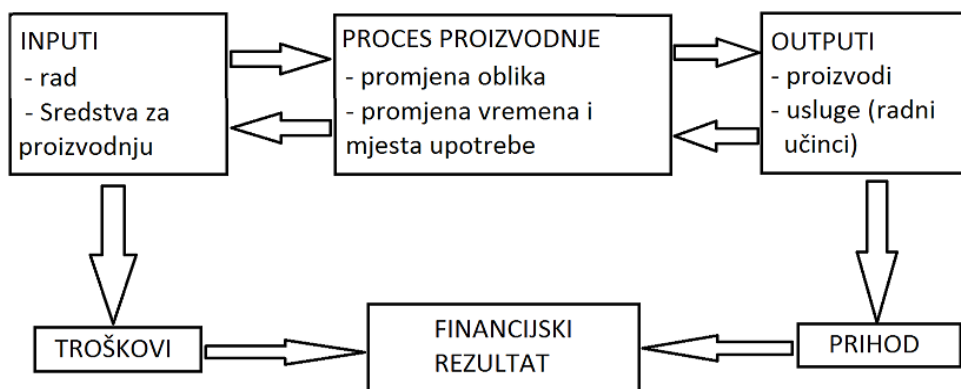 INPUTI
- rad
- Sredstva za
proizvodnju
PROCES PROIZVODNJE
- promjena oblika
- promjena vremena i
mjesta upotrebe
OUTPUTI
- proizvodi
- usluge (radni
učinci)
TROŠKOVI
FINANCIJSKI
REZULTAT
PRIHOD